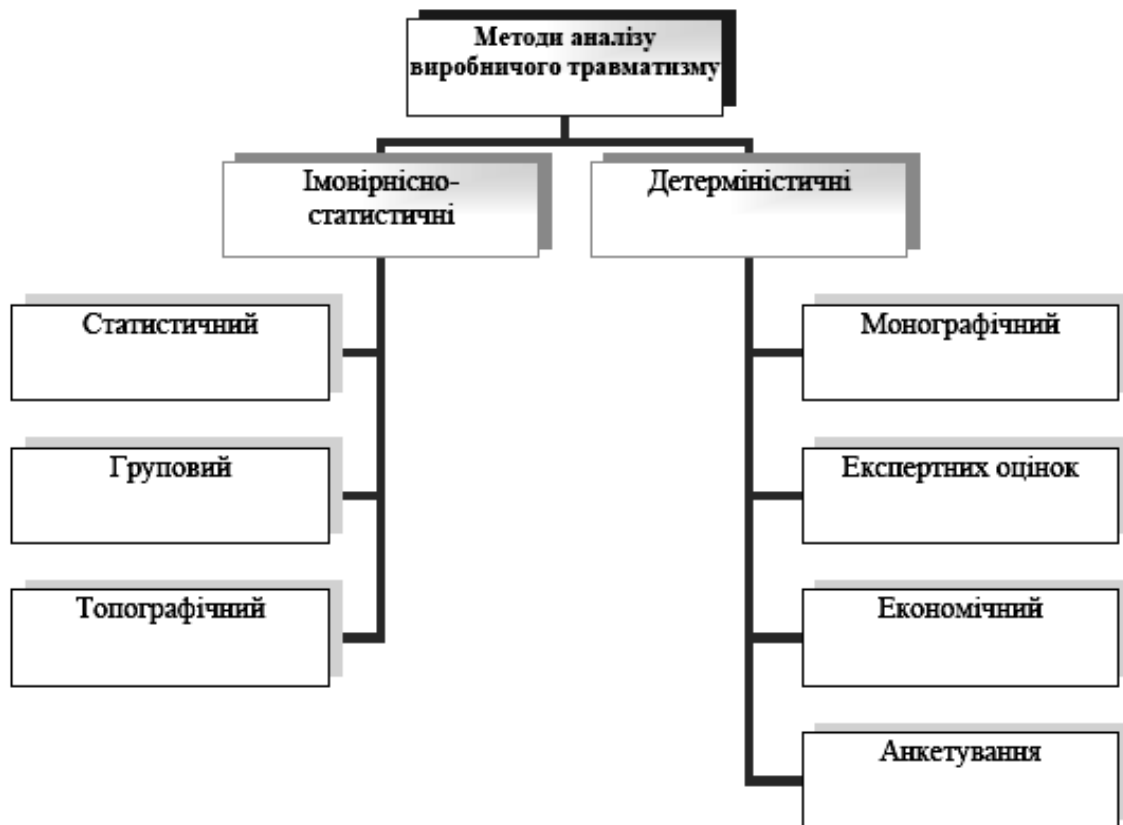 Методи аналізу
виробничого травматизму
Імовірнісно-
статистичні
Детерміністичні
Статистичний
Груповий
Топографічний
Монографічний
Експертних оцінок
Економічний
Анкетування